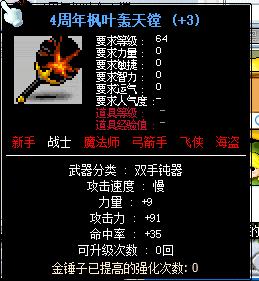 4周年枫叶轰天镗 (+3)
要求等级： 64
要求力量： 0
要求敏捷： 0
要求智力： 0
要求运气： 0
要求人气度： -
道具等级： -
道具经验值： -
新手 战士 魔法师 弓箭手 飞侠 海盗
武器分类 : 双手钝器
攻击速度 : 慢
力量 : +9
攻击力 : +91
命中率 : +35
可升级次数 : 0回
金锤子已提高的强化次数: 0